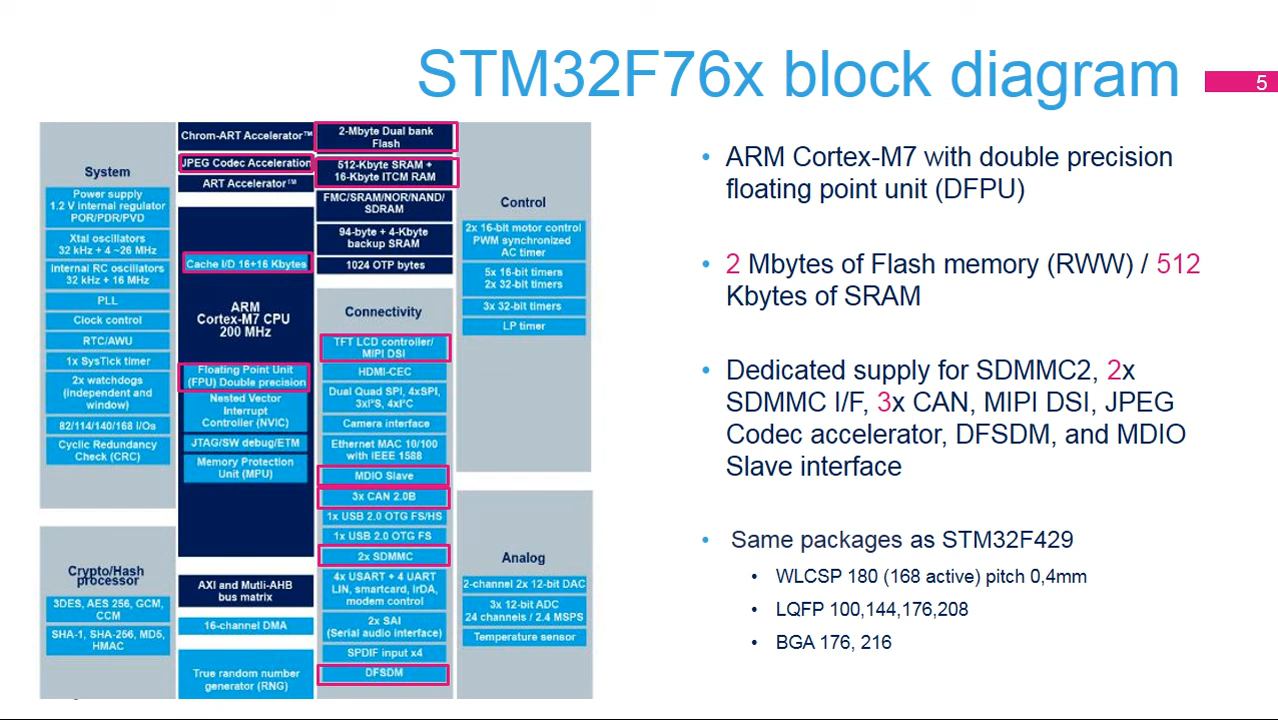 STM32F76x block diagram
5
System
Power supply
1.2 V internal regulator
POR/PDR/PVD
Xtal oscillators
32 kHz + 4 ~26 MHz
Internal RC oscillators
32 kHz + 16 MHz
PLL
Clock control
RTC/AWU
1x SysTick timer
2x watchdogs
(independent and
window)
82/114/140/168 I/Os
Cyclic Redundancy
Check (CRC)
Crypto/Hash
processor
3DES, AES 256, GCM,
CCM
SHA-1, SHA-256, MD5,
HMAC
Chrom-ART Accelerator™
JPEG Codec Acceleration
ART Accelerator™
Cache I/D 16+16 Kbytes
ARM
Cortex-M7 CPU
200 MHz
Floating Point Unit
(FPU) Double precision
Nested Vector
Interrupt
Controller (NVIC)
JTAG/SW debug/ETM
Memory Protection
Unit (MPU)
AXI and Mutli-AHB
bus matrix
16-channel DMA
True random number
generator (RNG)
2-Mbyte Dual bank
Flash
512-Kbyte SRAM +
16-Kbyte ITCM RAM
FMC/SRAM/NOR/NAND/
SDRAM
94-byte + 4-Kbyte
backup SRAM
1024 OTP bytes
Connectivity
TFT LCD controller/
MIPI DSI
HDMI-CEC
Dual Quad SPI, 4xSPI,
3xI²S, 4xI²C
Camera interface
Ethernet MAC 10/100
with IEEE 1588
MDIO Slave
3x CAN 2.0B
1x USB 2.0 OTG FS/HS
1x USB 2.0 OTG FS
2x SDMMC
4x USART + 4 UART
LIN, smartcard, IrDA,
modem control
2x SAI
(Serial audio interface)
SPDIF input x4
DFSDM
Control
2x 16-bit motor control
PWM synchronized
AC timer
5x 16-bit timers
2x 32-bit timers
3x 32-bit timers
LP timer
Analog
2-channel 2x 12-bit DAC
3x 12-bit ADC
24 channels / 2.4 MSPS
Temperature sensor
• ARM Cortex-M7 with double precision
floating point unit (DFPU)
• 2 Mbytes of Flash memory (RWW) / 512
Kbytes of SRAM
• Dedicated supply for SDMMC2, 2x
SDMMC I/F, 3x CAN, MIPI DSI, JPEG
Codec accelerator, DFSDM, and MDIO
Slave interface
• Same packages as STM32F429
• WLCSP 180 (168 active) pitch 0,4mm
• LQFP 100,144,176,208
• BGA 176, 216